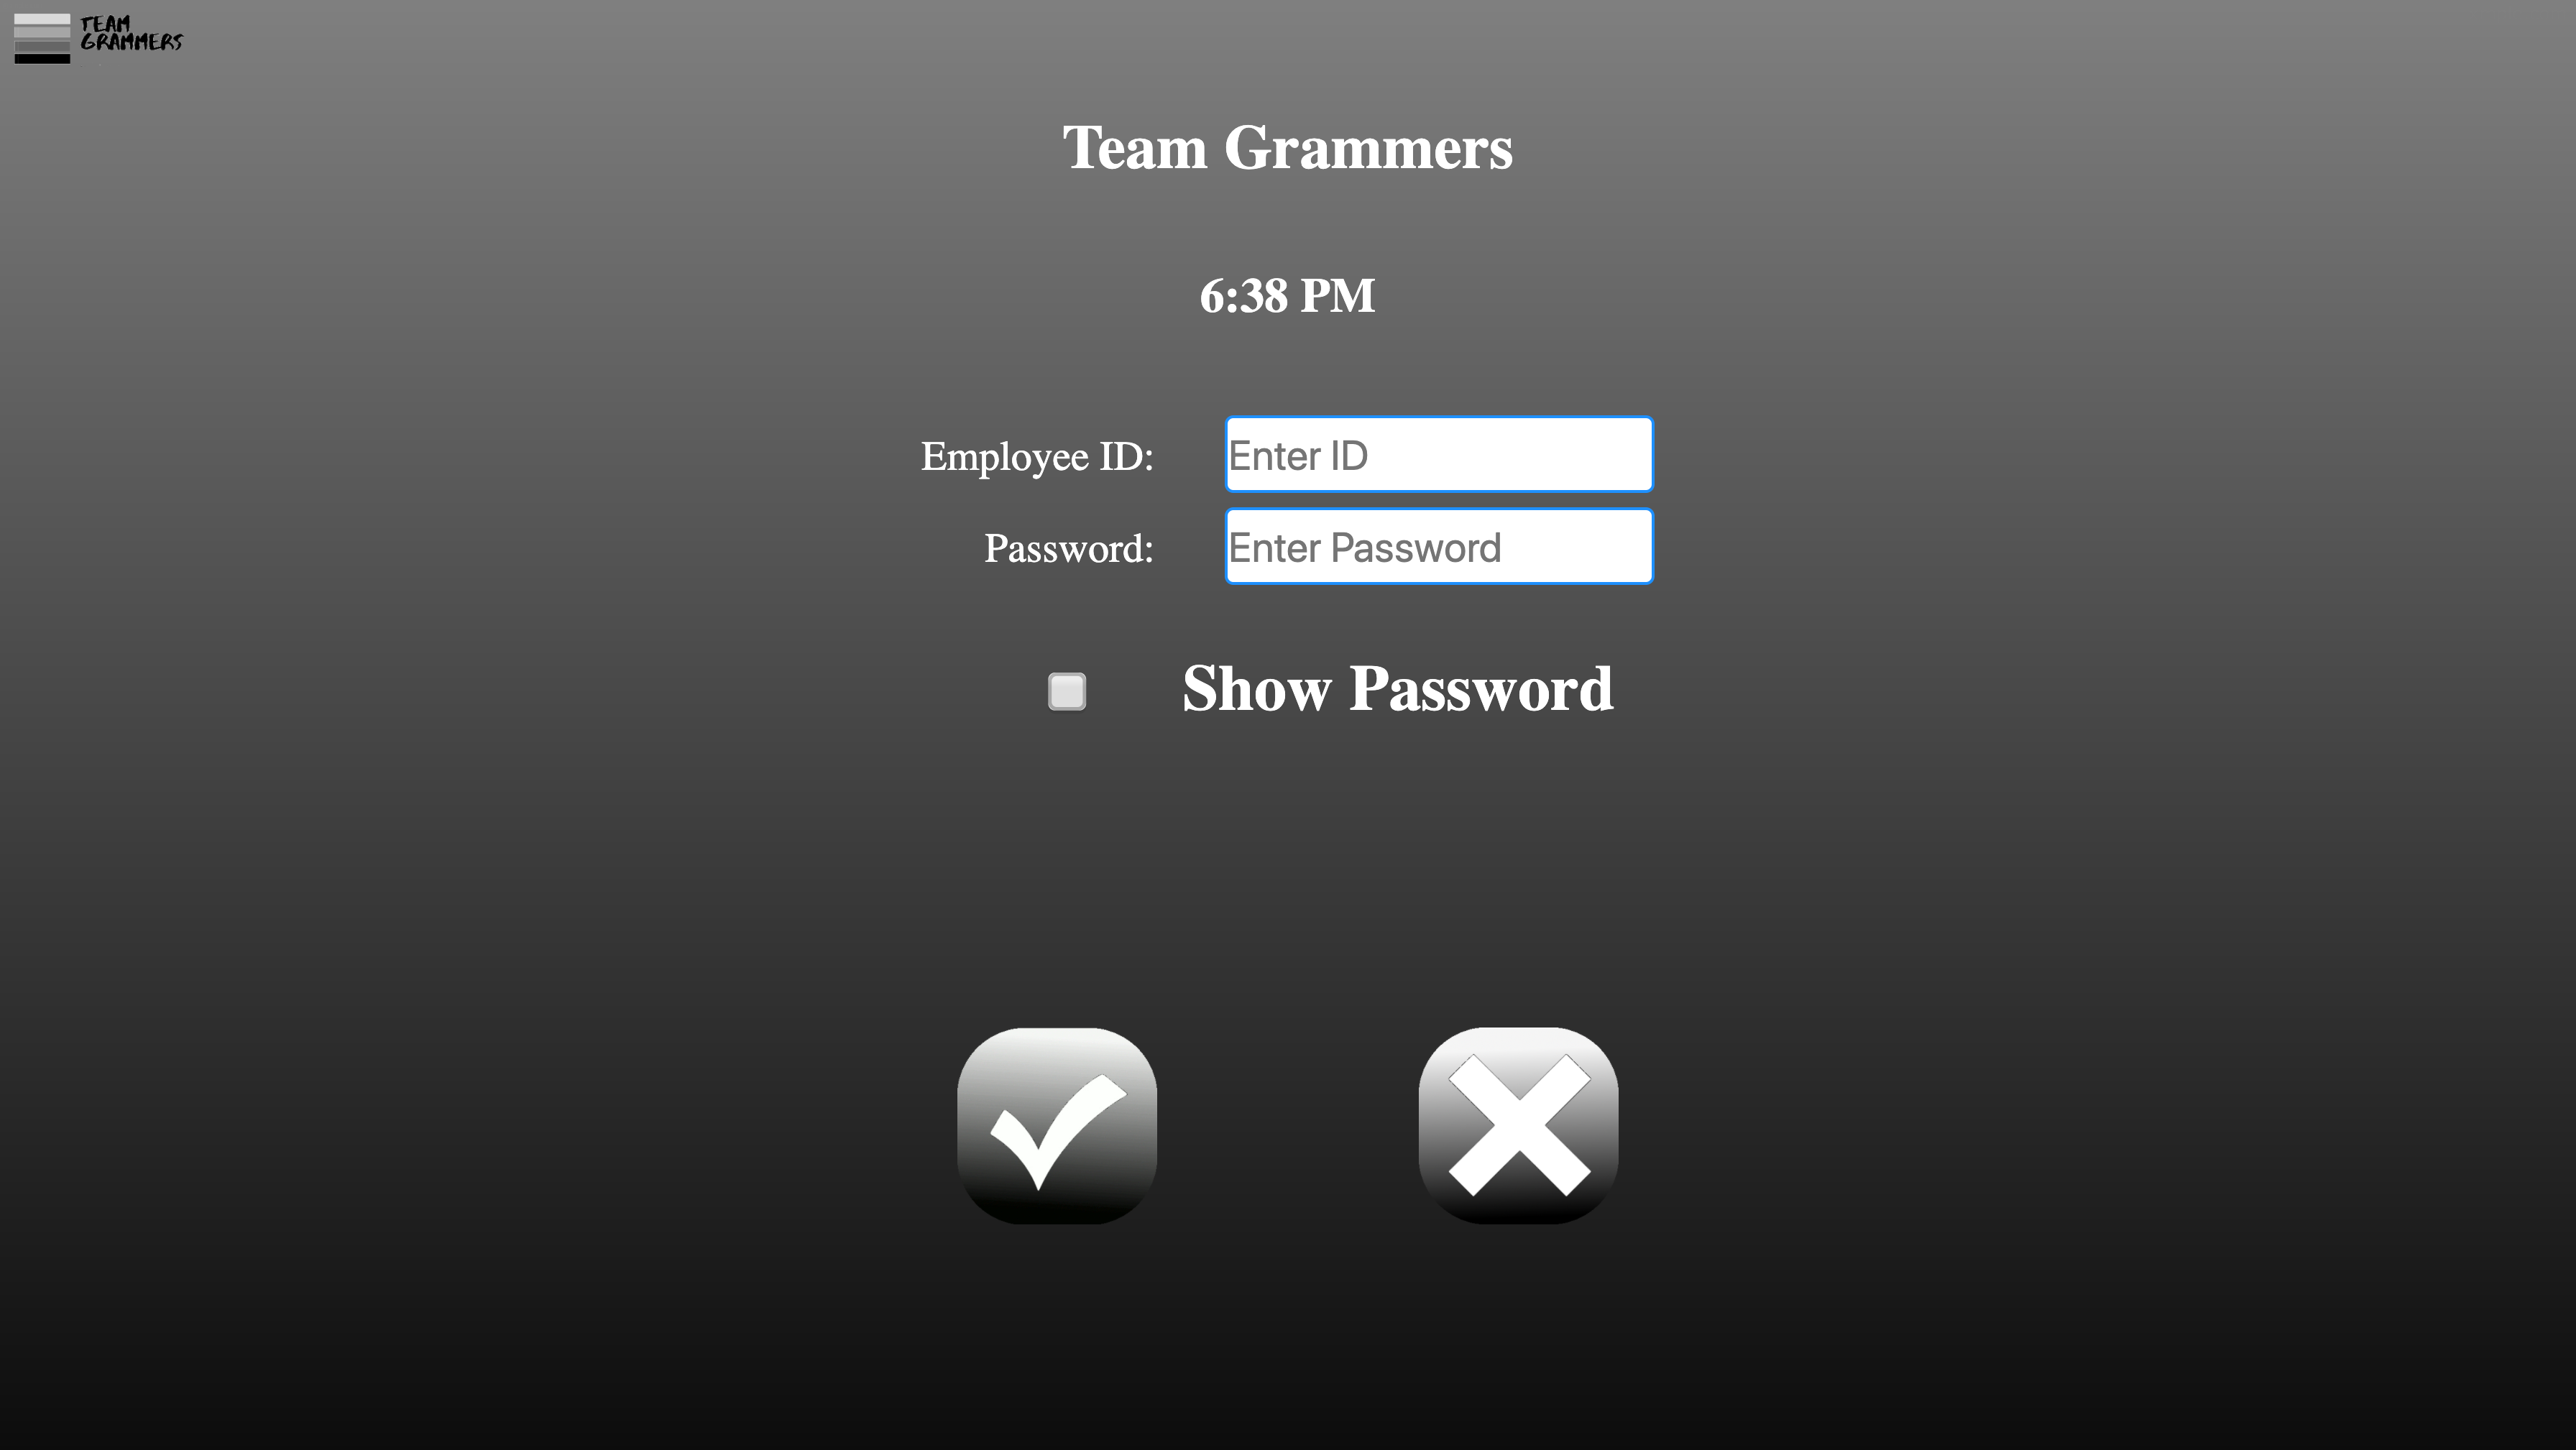 TEAM
GRAMMERS
Team Grammers
6:38 PM
Employee ID: Enter ID
Password: Enter Password
Show Password